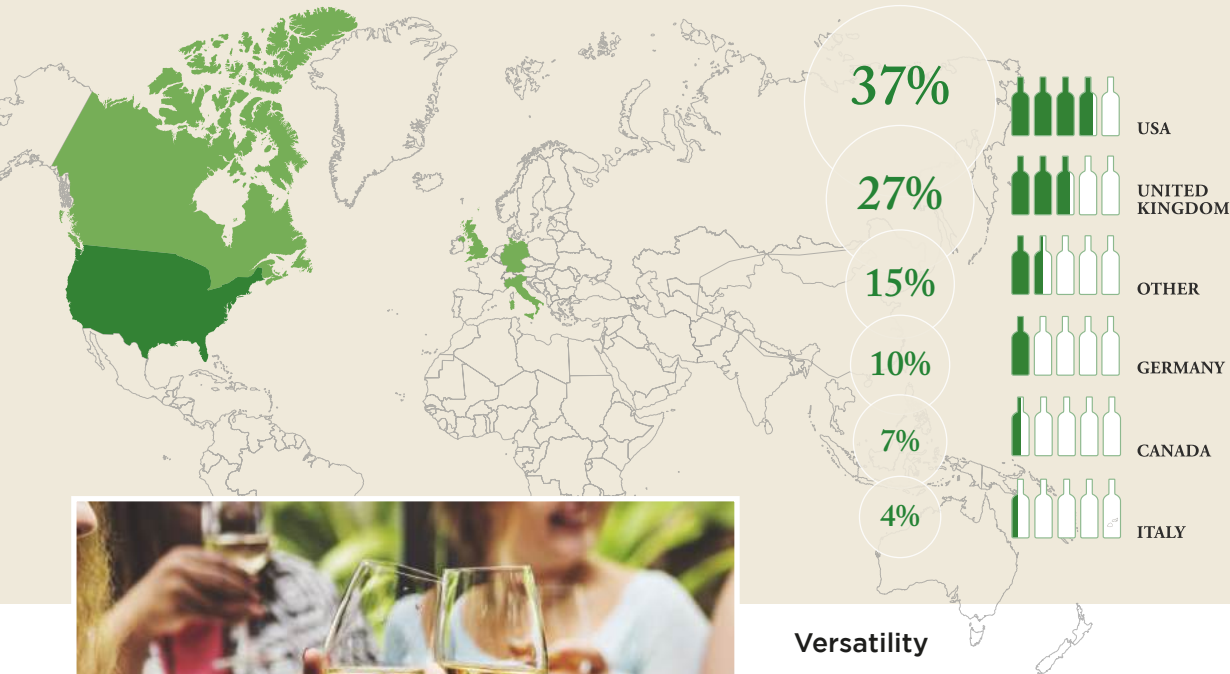 37%
USA
27%
UNITED
KINGDOM
15%
OTHER
10%
GERMANY
7%
CANADA
4%
ITALY
Versatility